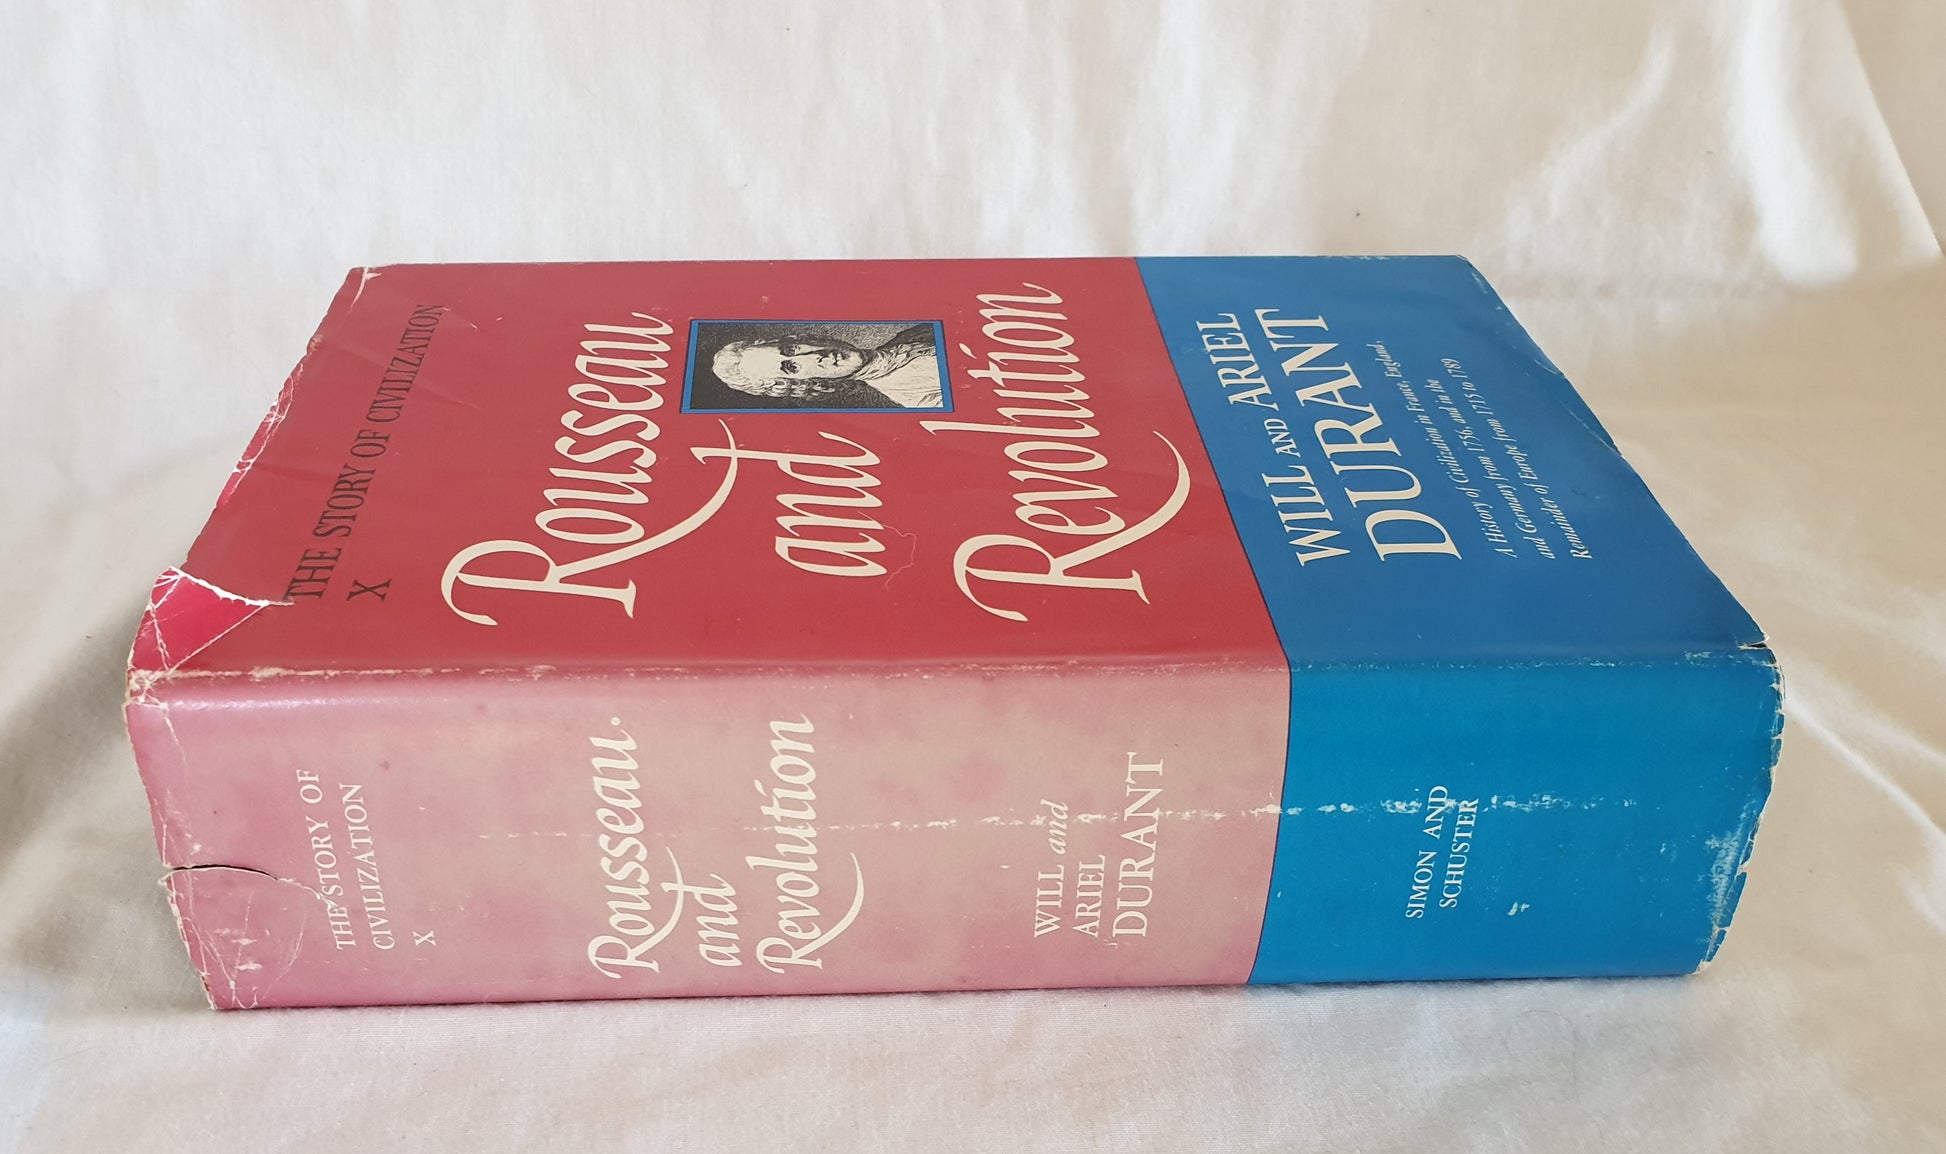 THE STORY OF CIVILIZATION
X
Rousseau
and
Revolution
WILL AND ARIEL
DURANT
A History of Civilization in France, England,
and Germany from 1756, and in the
Remainder of Europe from 1715 to 1789
THE STORY OF
CIVILIZATION
X
Rousseau
and
Revolution
WILL and
ARIEL
DURANT
SIMON AND
SCHUSTER